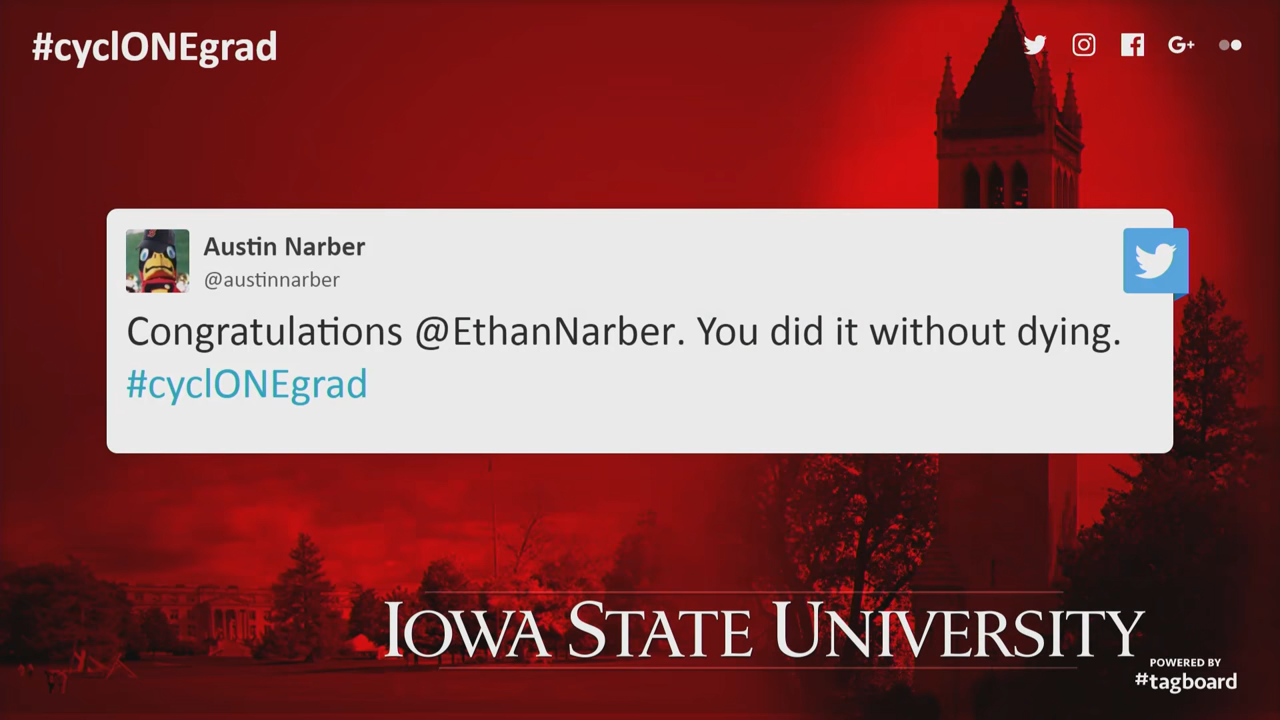 #cyclONEgrad
Austin Narber
@austinnarber
Congratulations @EthanNarber. You did it without dying.
#cyclONEgrad
IOWA STATE UNIVERSITY
POWERED BY
#tagboard